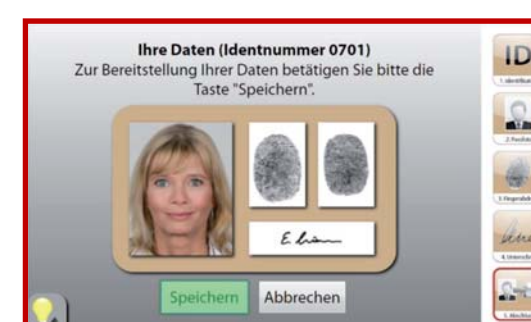 Ihre Daten (Identnummer 0701)
Zur Bereitstellung Ihrer Daten betätigen Sie bitte die
Taste "Speichern".
Speichern Abbrechen
ID